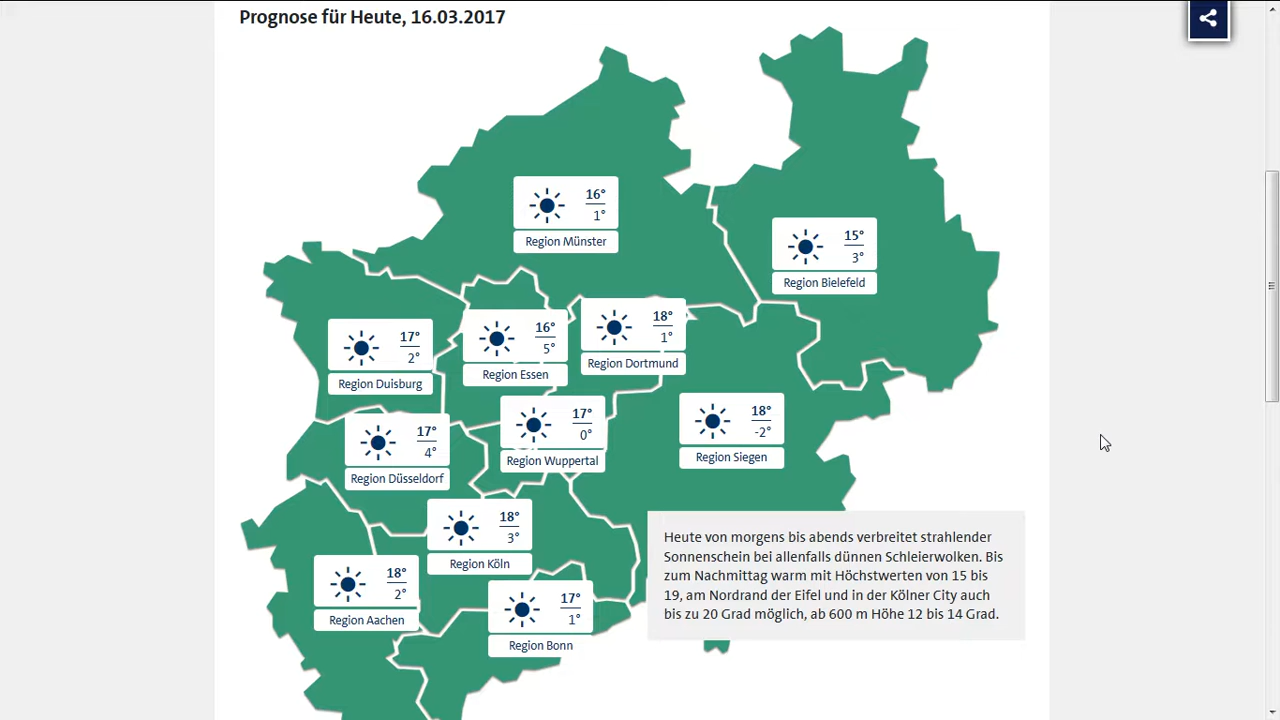 Prognose für Heute, 16.03.2017
16°
1°
Region Münster
15°
3°
Region Bielefeld
17°
2°
Region Duisburg
16°
5°
Region Essen
18°
1°
Region Dortmund
17°
4°
Region Düsseldorf
17°
0°
Region Wuppertal
18°
-2°
Region Siegen
18°
3°
Region Köln
18°
2°
Region Aachen
17°
1°
Region Bonn
Heute von morgens bis abends verbreitet strahlender
Sonnenschein bei allenfalls dünnen Schleierwolken. Bis
zum Nachmittag warm mit Höchstwerten von 15 bis
19, am Nordrand der Eifel und in der Kölner City auch
bis zu 20 Grad möglich, ab 600 m Höhe 12 bis 14 Grad.